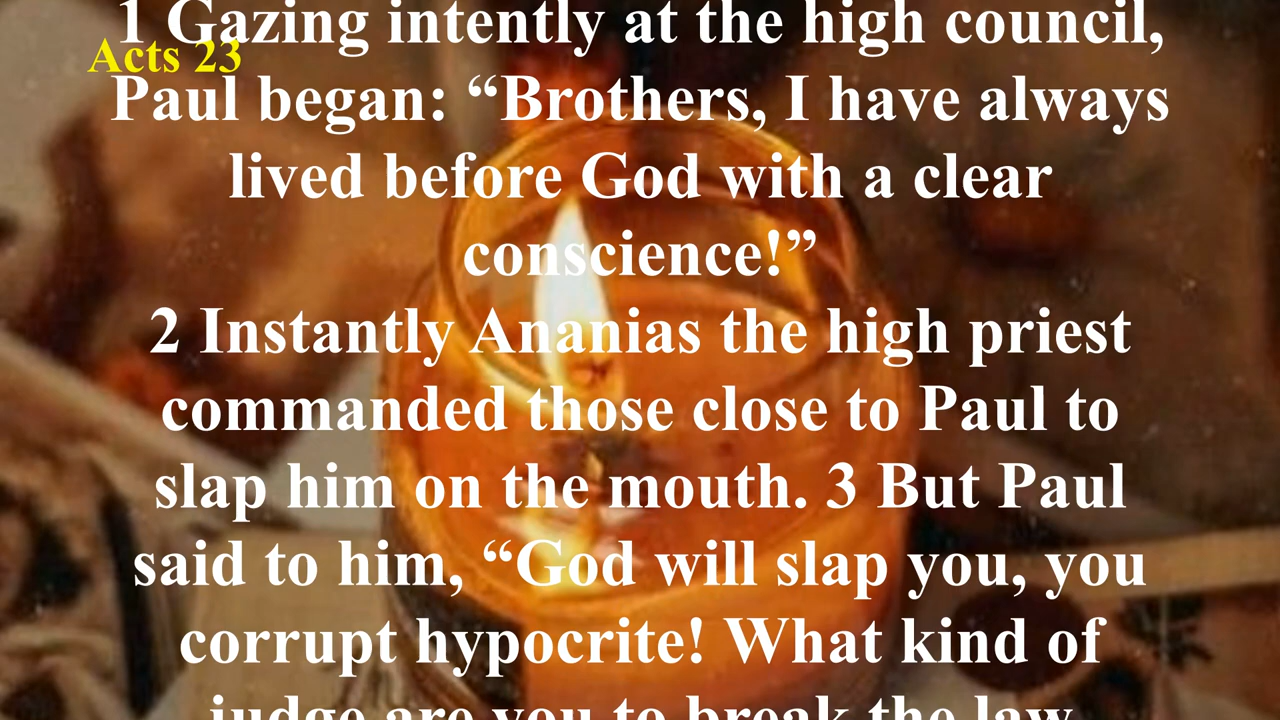 1 Gazing intently at the high council,
Acts 23
Paul began: “Brothers, I have always
lived before God with a clear
conscience!”
2 Instantly Ananias the high priest
commanded those close to Paul to
slap him on the mouth. 3 But Paul
said to him, “God will slap you, you
corrupt hypocrite! What kind of
judge are you to break the law